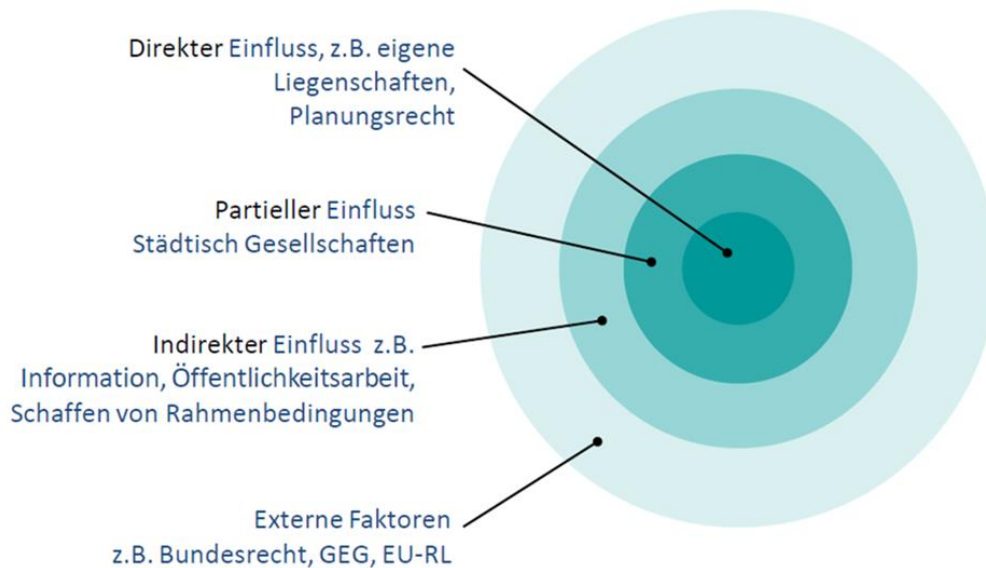 Direkter Einfluss, z.B. eigene
Liegenschaften,
Planungsrecht
Partieller Einfluss
Städtisch Gesellschaften
Indirekter Einfluss z.B.
Information, Öffentlichkeitsarbeit,
Schaffen von Rahmenbedingungen
Externe Faktoren
z.B. Bundesrecht, GEG, EU-RL